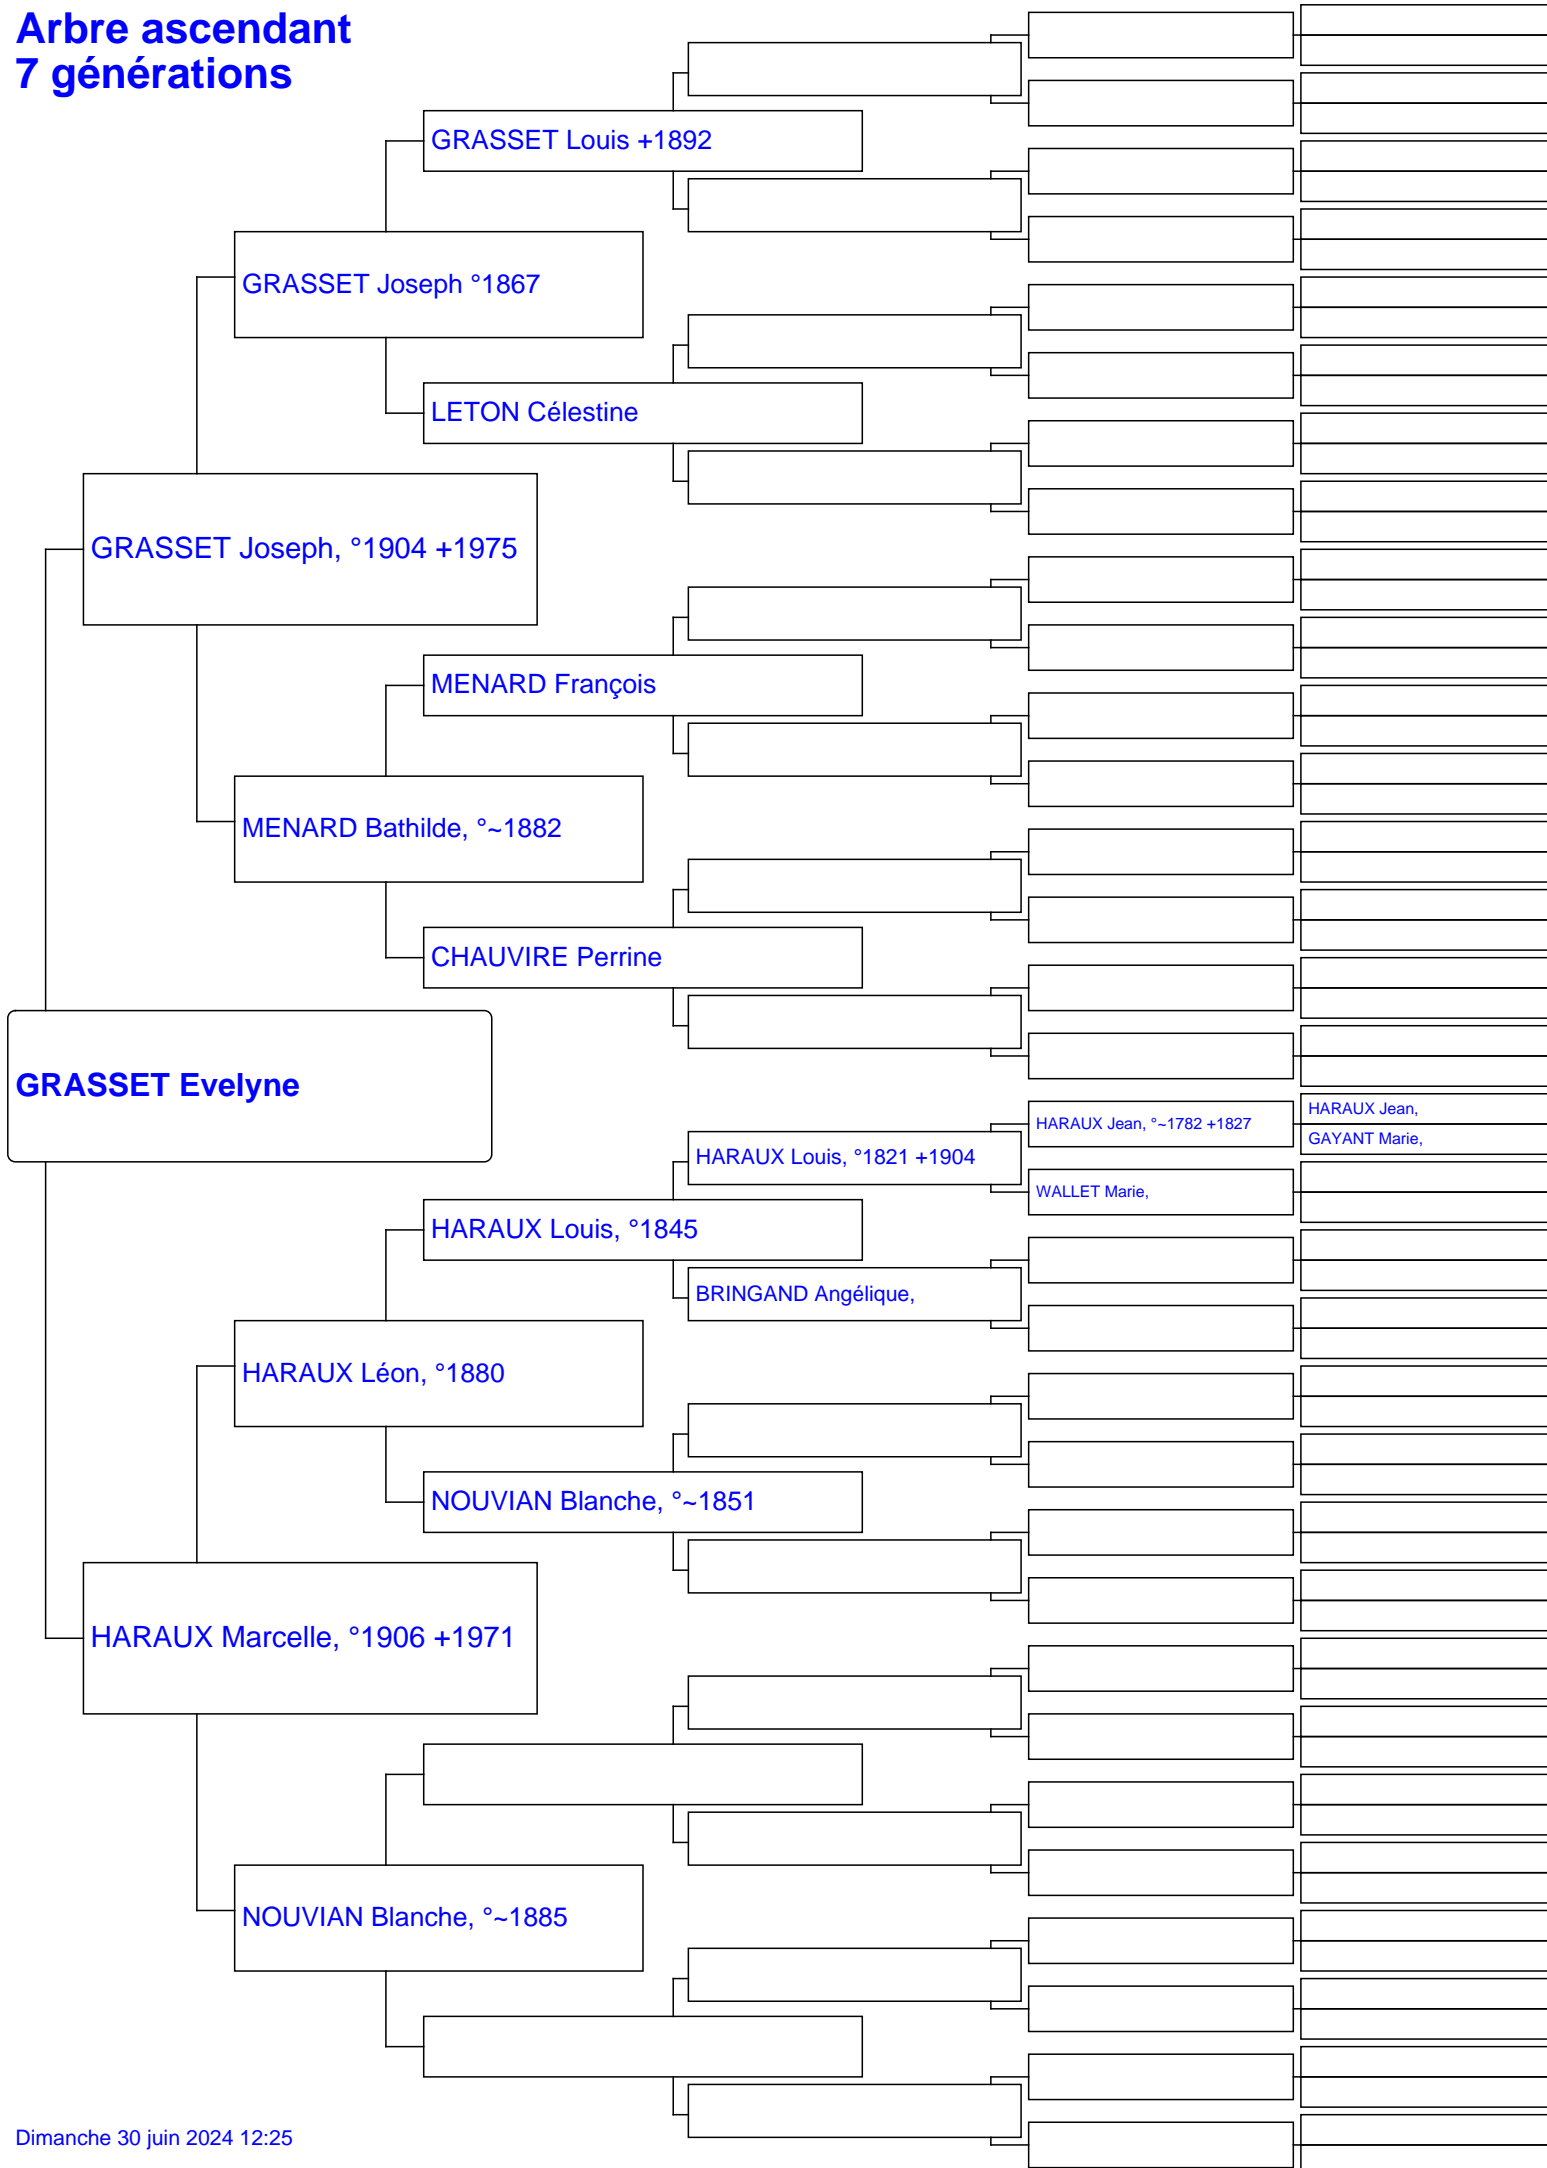 Arbre ascendant
7 générations
GRASSET Louis +1892
GRASSET Joseph °1867
LETON Célestine
GRASSET Joseph, °1904 +1975
MENARD François
MENARD Bathilde, °~1882
CHAUVIRE Perrine
GRASSET Evelyne
HARAUX Jean, °~1782 +1827
HARAUX Jean,
GAYANT Marie,
HARAUX Louis, °1821 +1904
WALLET Marie,
HARAUX Louis, °1845
BRINGAND Angélique,
HARAUX Léon, °1880
NOUVIAN Blanche, °~1851
HARAUX Marcelle, °1906 +1971
NOUVIAN Blanche, °~1885
Dimanche 30 juin 2024 12:25